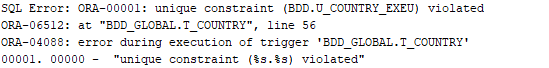 SQL Error: ORA-00001: unique constraint (BDD.U_COUNTRY_EXEU) violated
ORA-06512: at "BDD_GLOBAL.T_COUNTRY", line 56
ORA-04088: error during execution of trigger 'BDD_GLOBAL.T_COUNTRY'
00001. 00000 -  "unique constraint (%s.%s) violated"